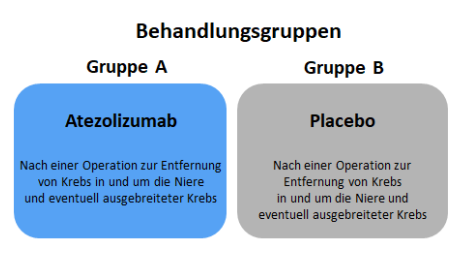 Behandlungsgruppen
Gruppe A
Gruppe B
Atezolizumab
Nach einer Operation zur Entfernung
von Krebs in und um die Niere
und eventuell ausgebreiteter Krebs
Placebo
Nach einer Operation zur
Entfernung von Krebs
in und um die Niere und
eventuell ausgebreiteter Krebs